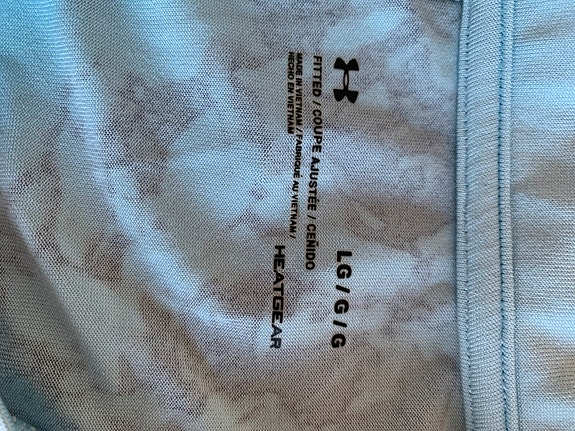 LG / G / G
FITTED / COUPE AJUSTÉE / CEÑIDO
MADE IN VIETNAM / FABRIQUÉ AU VIETNAM /
HECHO EN VIETNAM
HEATGEAR